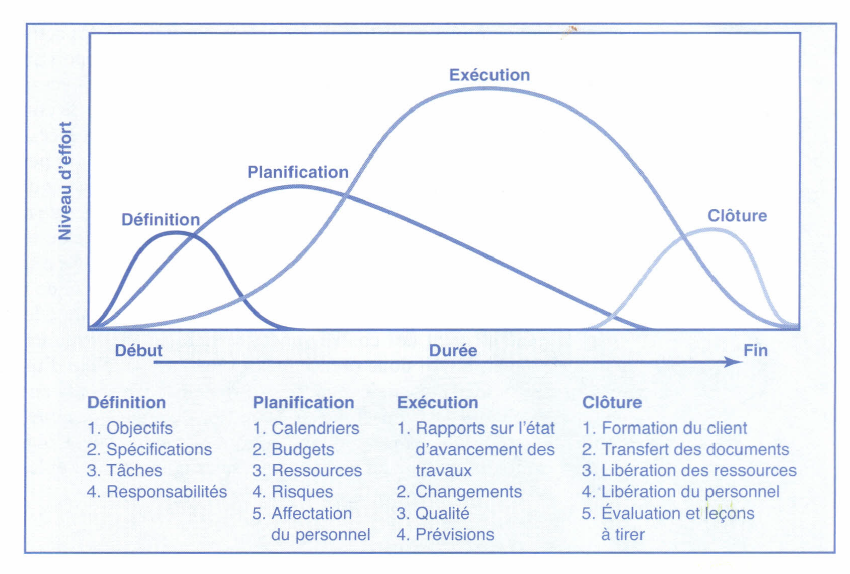 Exécution
Planification
Définition
Clôture
Niveau d'effort
Début
Durée
Fin
Définition
1. Objectifs
2. Spécifications
3. Tâches
4. Responsabilités
Planification
1. Calendriers
2. Budgets
3. Ressources
4. Risques
5. Affectation
du personnel
Exécution
1. Rapports sur l'état
d'avancement des
travaux
2. Changements
3. Qualité
4. Prévisions
Clôture
1. Formation du client
2. Transfert des documents
3. Libération des ressources
4. Libération du personnel
5. Évaluation et leçons
à tirer